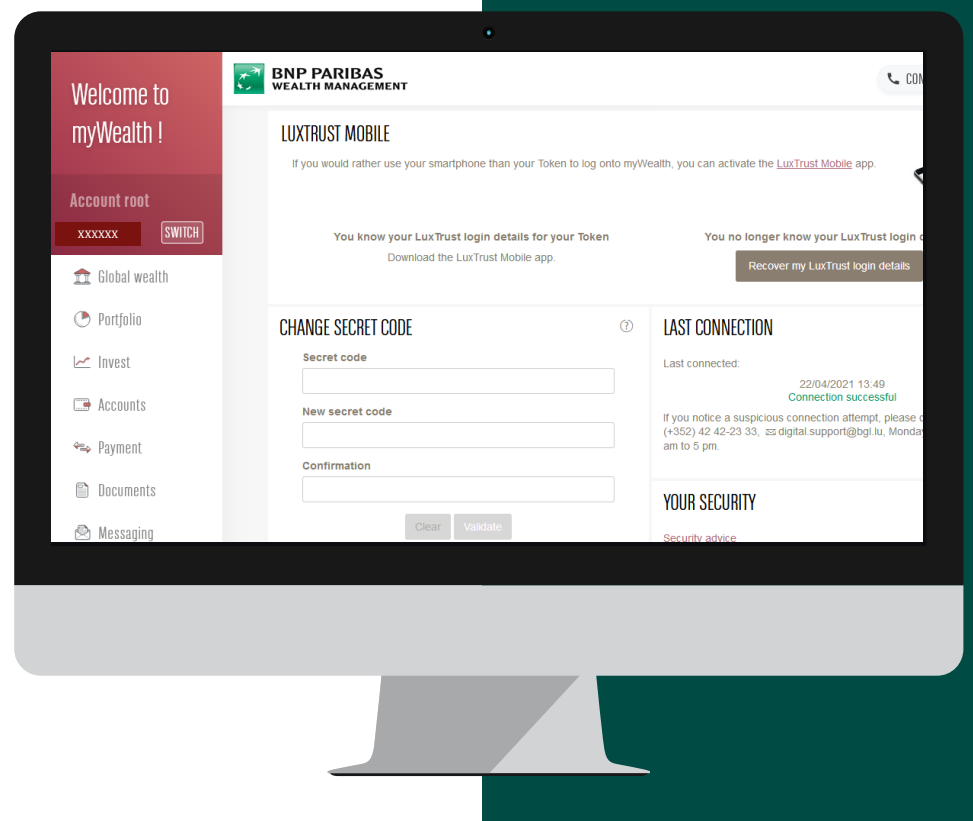 Welcome to
myWealth !
Account root
xxxxxx
SWITCH
Global wealth
Portfolio
Invest
Accounts
Payment
Documents
Messaging
BNP PARIBAS
WEALTH MANAGEMENT
LUXTRUST MOBILE
If you would rather use your smartphone than your Token to log onto myWealth, you can activate the LuxTrust Mobile app.
You know your LuxTrust login details for your Token
Download the LuxTrust Mobile app.
You no longer know your LuxTrust login
Recover my LuxTrust login details
CHANGE SECRET CODE
Secret code
New secret code
Confirmation
Clear
Validate
LAST CONNECTION
Last connected:
22/04/2021 13:49
Connection successful
If you notice a suspicious connection attempt, please
(+352) 42 42-23 33, digital.support@bgl.lu, Monday
am to 5 pm.
YOUR SECURITY
Security advice